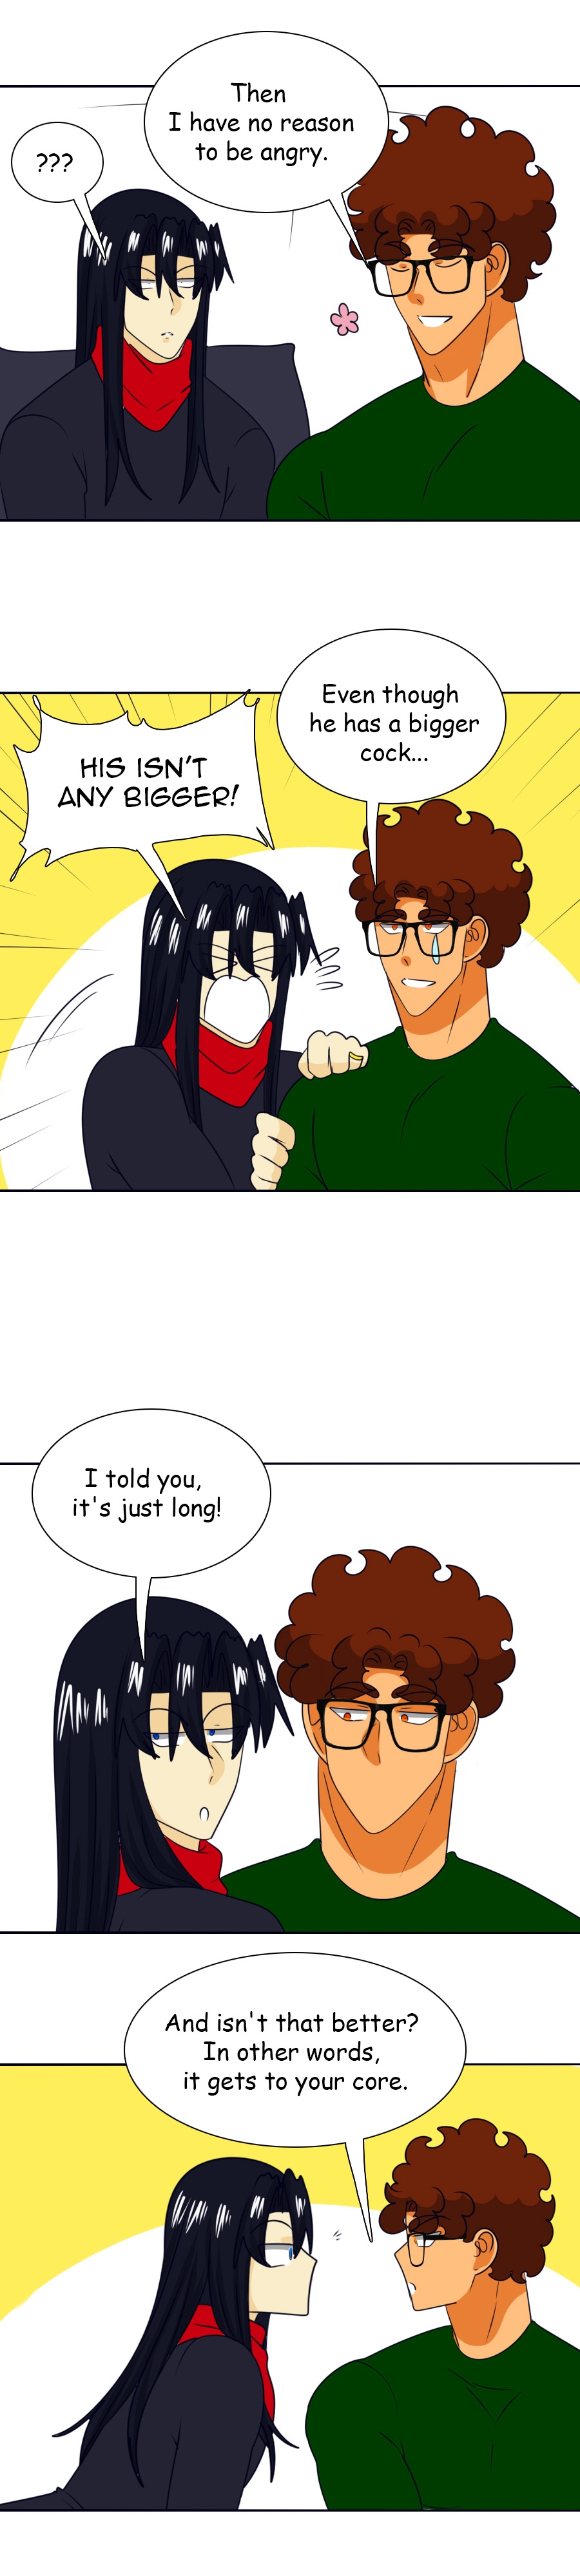 Then
I have no reason
to be angry.
???
Even though
he has a bigger
cock...
HIS ISN'T
ANY BIGGER!
I told you,
it's just long!
And isn't that better?
In other words,
it gets to your core.